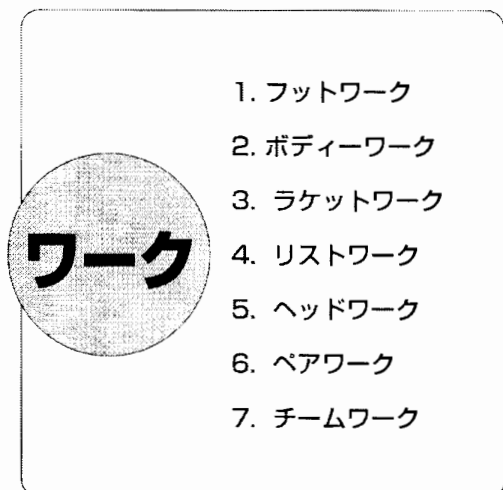 ワーク
1. フットワーク
2. ボディーワーク
3. ラケットワーク
4. リストワーク
5. ヘッドワーク
6. ペアワーク
7. チームワーク